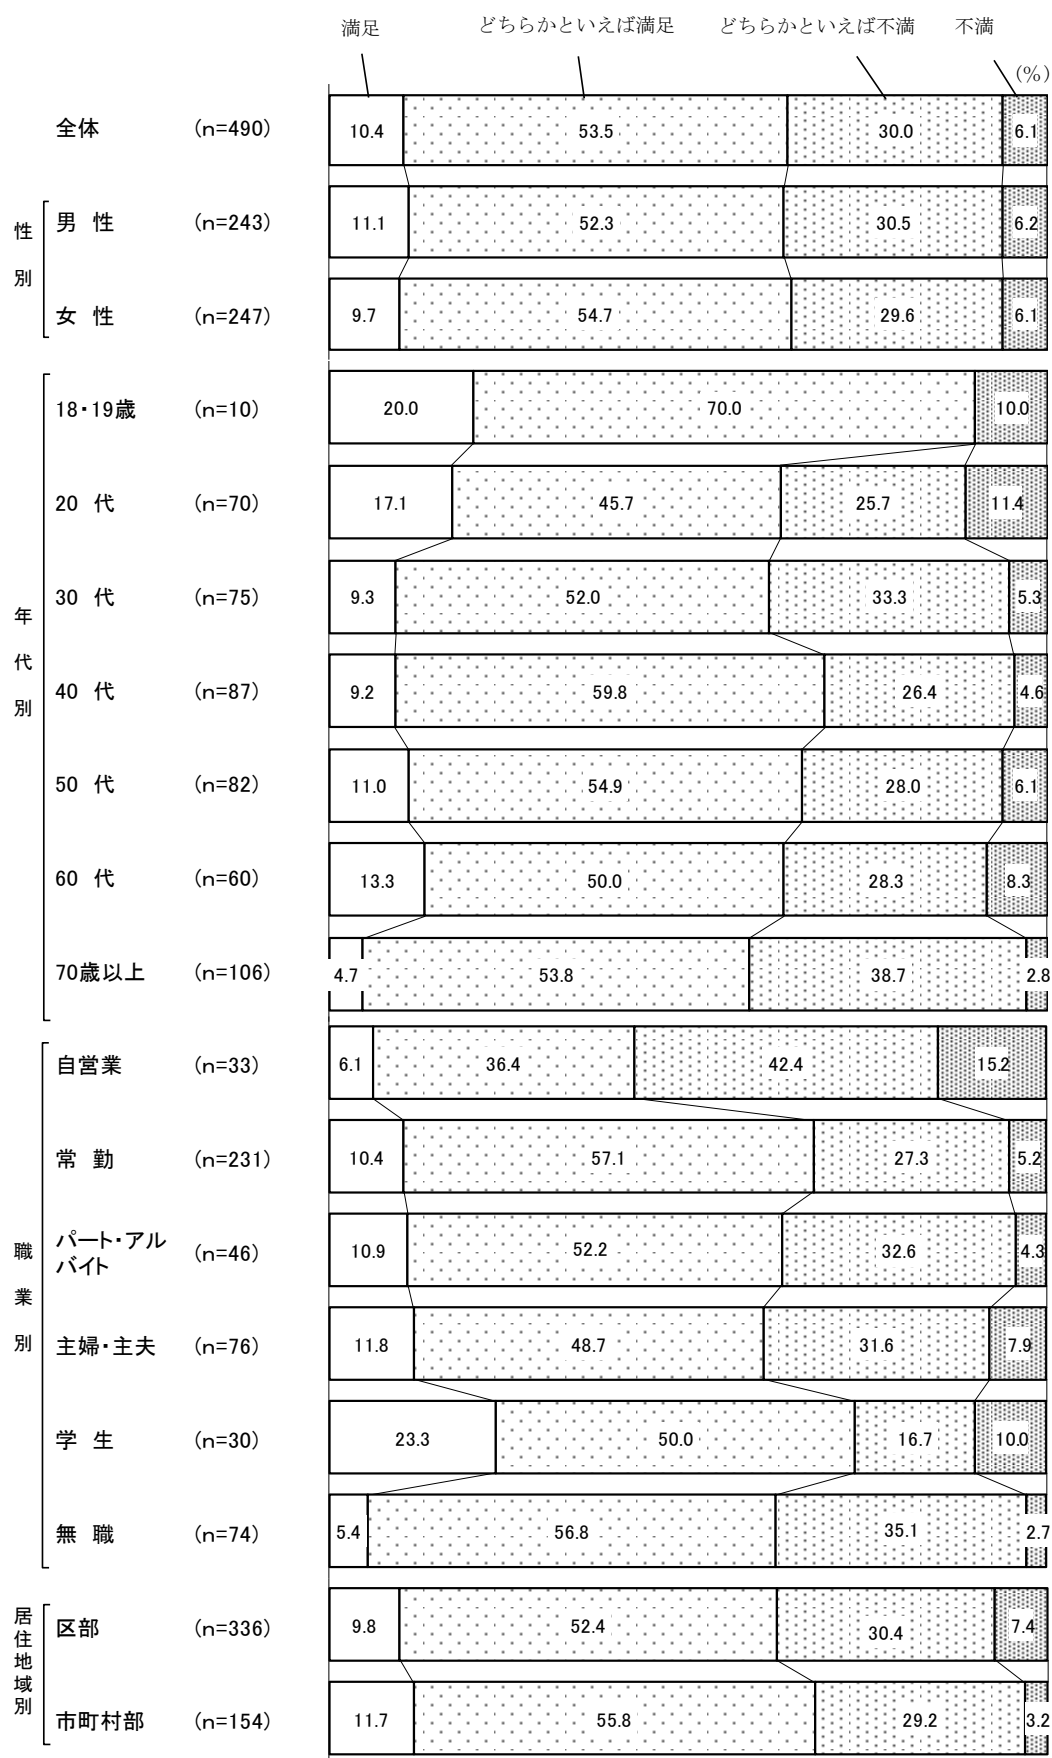 満足 どちらかといえば満足 どちらかといえば不満 不満
(%)
全体 (n=490) 10.4 53.5 30.0 6.1
性別
男 性 (n=243) 11.1 52.3 30.5 6.2
女 性 (n=247) 9.7 54.7 29.6 6.1
年代別
18・19歳 (n=10) 20.0 70.0 10.0
20 代 (n=70) 17.1 45.7 25.7 11.4
30 代 (n=75) 9.3 52.0 33.3 5.3
40 代 (n=87) 9.2 59.8 26.4 4.6
50 代 (n=82) 11.0 54.9 28.0 6.1
60 代 (n=60) 13.3 50.0 28.3 8.3
70歳以上 (n=106) 4.7 53.8 38.7 2.8
職業別
自営業 (n=33) 6.1 36.4 42.4 15.2
常 勤 (n=231) 10.4 57.1 27.3 5.2
パート・アル
バイト (n=46) 10.9 52.2 32.6 4.3
主婦・主夫 (n=76) 11.8 48.7 31.6 7.9
学 生 (n=30) 23.3 50.0 16.7 10.0
無 職 (n=74) 5.4 56.8 35.1 2.7
居住地域別
区部 (n=336) 9.8 52.4 30.4 7.4
市町村部 (n=154) 11.7 55.8 29.2 3.2